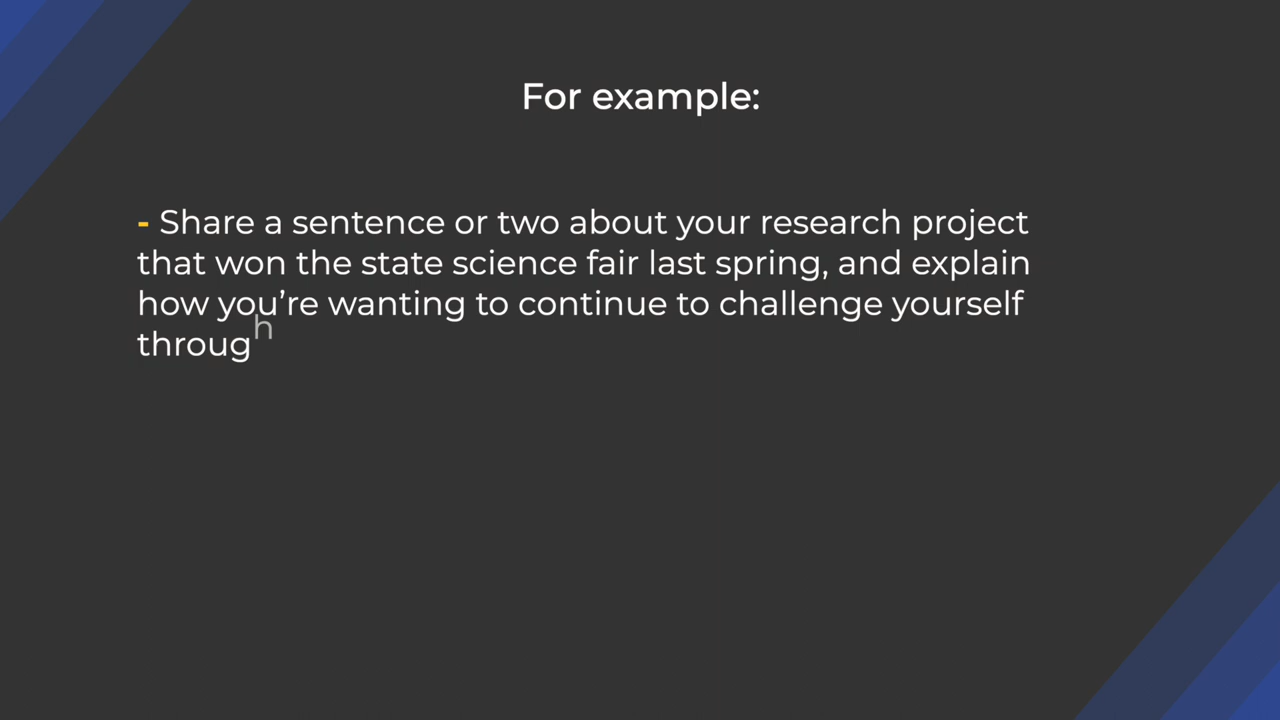 For example:
- Share a sentence or two about your research project
that won the state science fair last spring, and explain
how you’re wanting to continue to challenge yourself
through